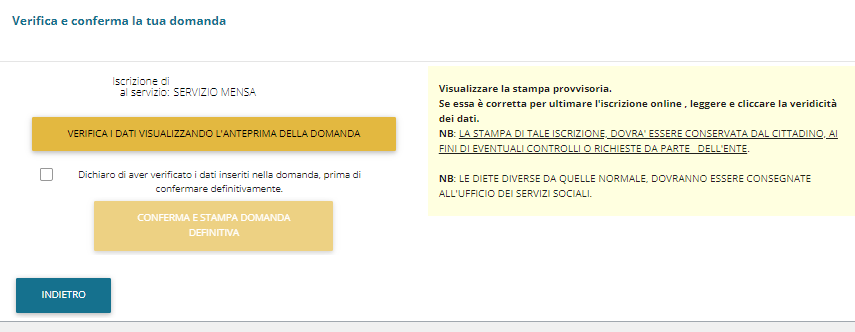 Verifica e conferma la tua domanda
Iscrizione di
al servizio: SERVIZIO MENSA
VERIFICA I DATI VISUALIZZANDO L'ANTEPRIMA DELLA DOMANDA
Dichiaro di aver verificato i dati inseriti nella domanda, prima di
confermare definitivamente.
CONFERMA E STAMPA DOMANDA
DEFINITIVA
INDIETRO
Visualizzare la stampa provvisoria.
Se essa è corretta per ultimare l'iscrizione online , leggere e cliccare la veridicità
dei dati.
NB: LA STAMPA DI TALE ISCRIZIONE, DOVRA' ESSERE CONSERVATA DAL CITTADINO, AI
FINI DI EVENTUALI CONTROLLI O RICHIESTE DA PARTE DELL'ENTE.
NB: LE DIETE DIVERSE DA QUELLE NORMALE, DOVRANNO ESSERE CONSEGNATE
ALL'UFFICIO DEI SERVIZI SOCIALI.